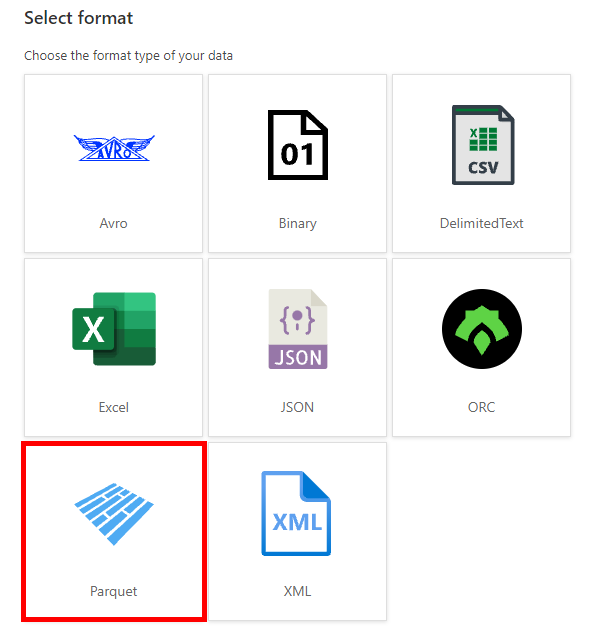 Select format
Choose the format type of your data
AVRO
01
X
CSV
Avro
Binary
DelimitedText
X
{:}
JSON
Excel
JSON
ORC
XML
Parquet
XML